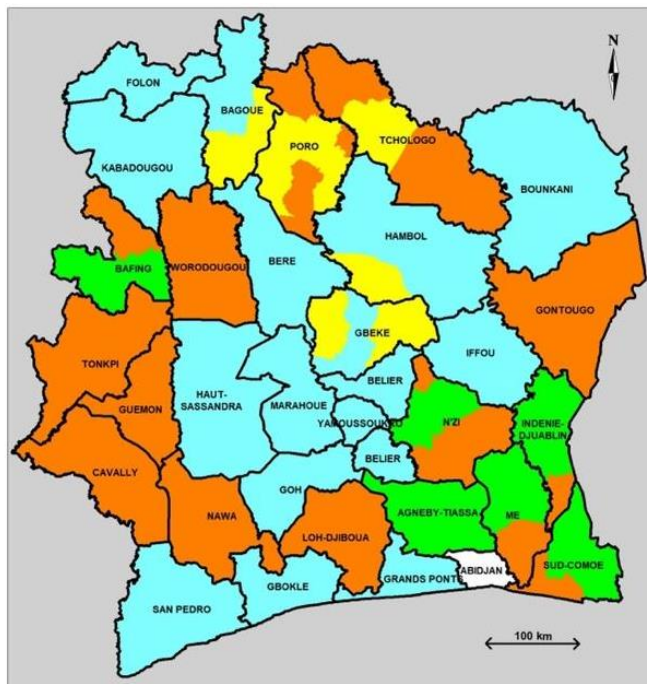 N
FOLON
BAGOUE
KABADOUGOU
PORO
TCHOLOGO
BOUNKANI
HAMBOL
BERE
WORODOUGOU
BAFING
GONTOUGO
GBEKE
IFFOU
TONKPI
BELIER
HAUT-
SASSANDRA
MARAHOUE
GUEMON
N'ZI
INDENIE-
DJUABLIN
YAMOUSSOUKRO
BELIER
CAVALLY
GOH
NAWA
AGNEBY-TIASSA
ME
LOH-DJIBOUA
ABIDJAN
SUD-COMOE
GRANDS PONTS
GBOKLE
SAN PEDRO
100 km